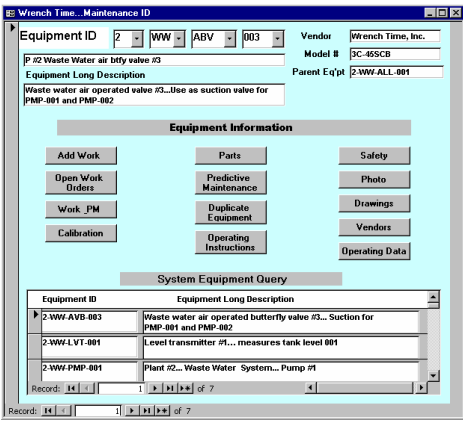 Wrench Time...Maintenance ID
Equipment ID 2 WW ABV 003 Vendor Wrench Time, Inc.
Model # 3C-45SCB
P #2 Waste Water air btfy valve #3
Parent Eq'pt 2-WW-ALL-001
Equipment Long Description
Waste water air operated valve #3...Use as suction valve for
PMP-001 and PMP-002
Equipment Information
Add Work Parts Safety
Open Work
Orders
Predictive
Maintenance
Photo
Work _PM
Duplicate
Equipment
Drawings
Calibration
Operating
Instructions
Vendors
Operating Data
System Equipment Query
Equipment ID Equipment Long Description
2-WW-AVB-003 Waste water air operated butterfly valve #3... Suction for
PMP-001 and PMP-002
2-WW-LVT-001 Level transmitter #1... measures tank level 001
2-WW-PMP-001 Plant #2... Waste Water System... Pump #1
Record: 1 of 7
Record: 1 of 7